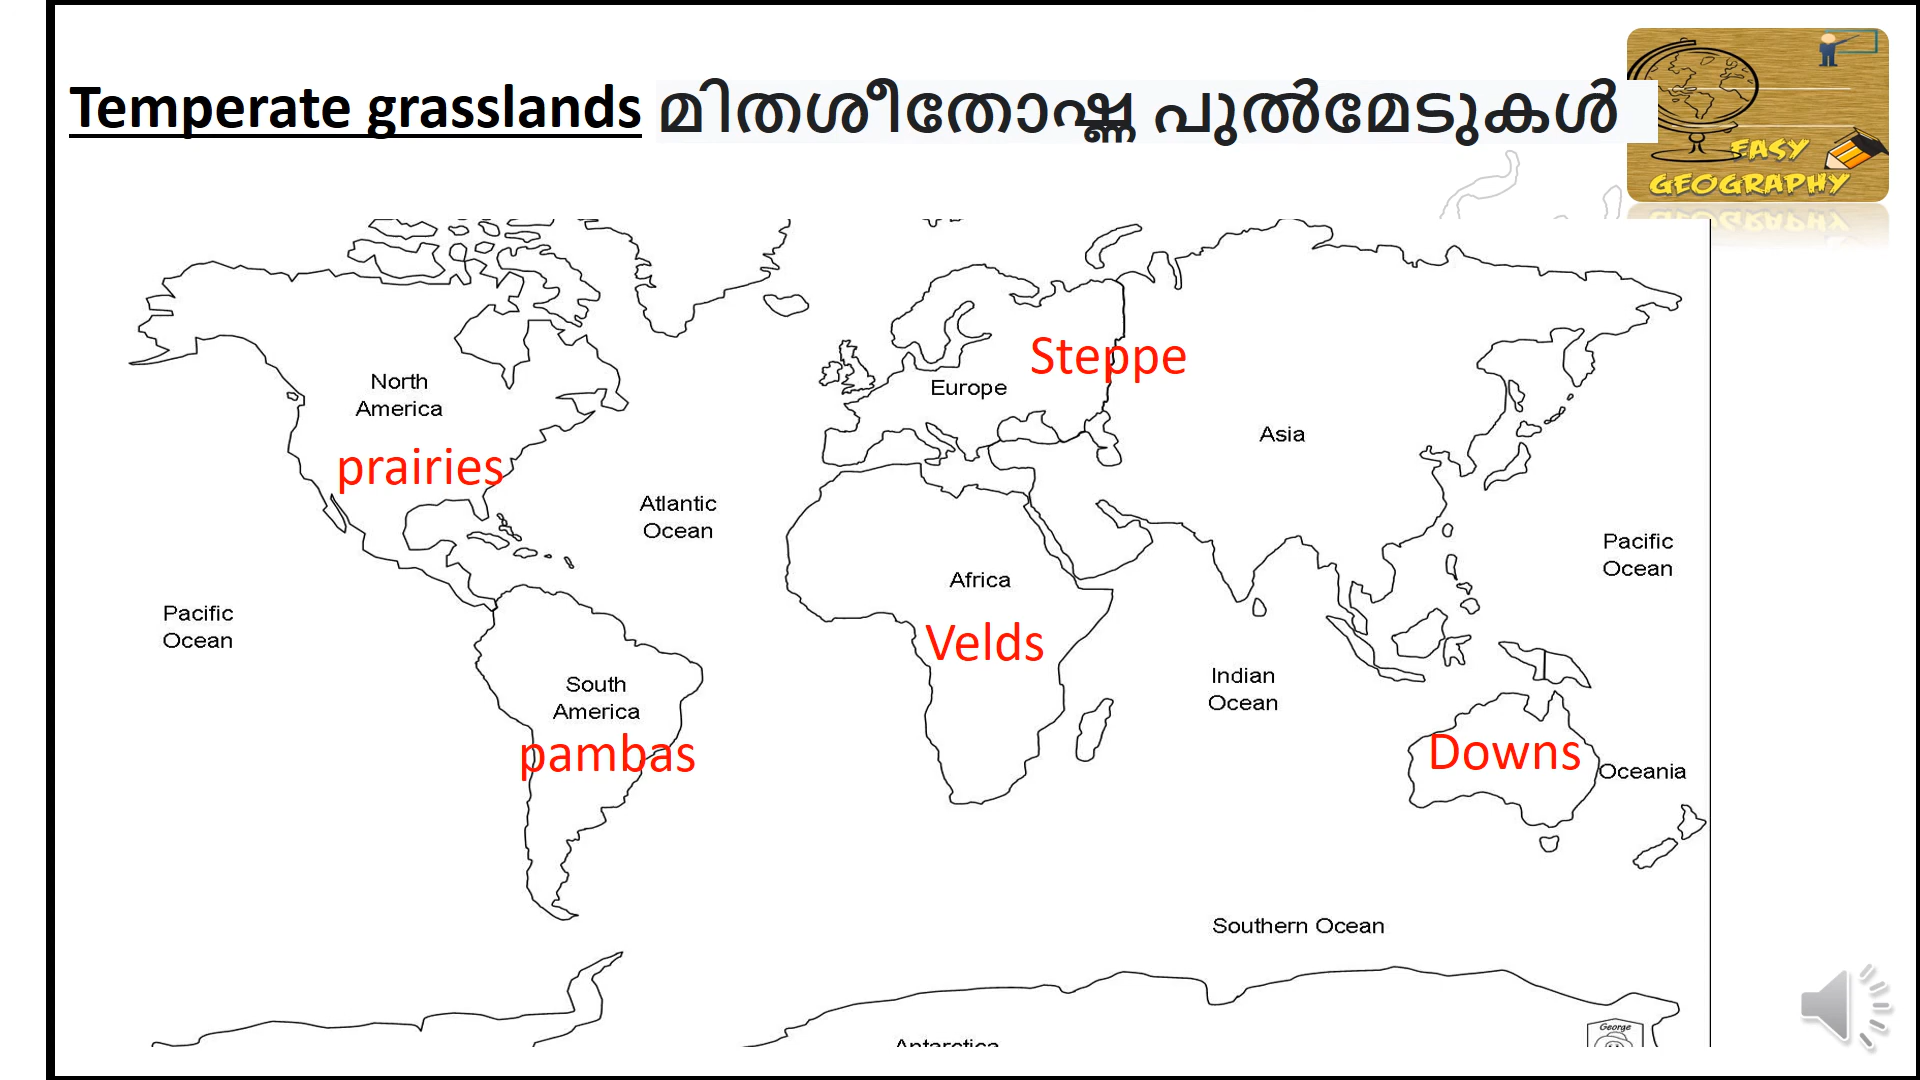 Temperate grasslands മിതശീതോഷ്ണ പുൽമേടുകൾ
EASY
GEOGRAPHY
Steppe
North
America
Europe
Asia
prairies
Atlantic
Ocean
Pacific
Ocean
Africa
Pacific
Ocean
Velds
South
America
Indian
Ocean
pambas
Downs
Oceania
Southern Ocean
George
Antarctica